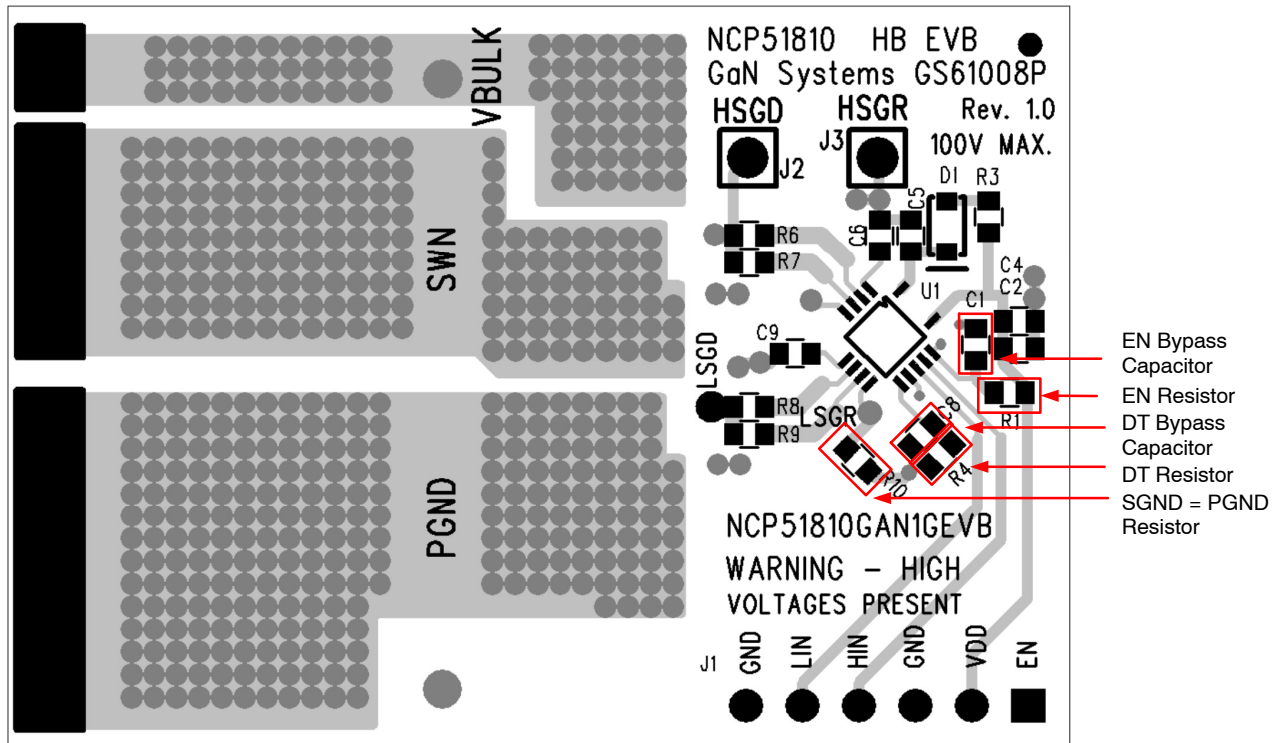 NCP51810 HB EVB
GaN Systems GS61008P
HSGD
HSGR
Rev. 1.0
100V MAX.
J2
J3
D1
R3
C5
C6
VBULK
SWN
PGND
R6
R7
U1
C4
C2
C1
C9
LSGD
R8
R9
LSGR
C8
R1
R4
R10
EN Bypass
Capacitor
EN Resistor
DT Bypass
Capacitor
DT Resistor
SGND = PGND
Resistor
NCP51810GAN1GEVB
WARNING – HIGH
VOLTAGES PRESENT
J1
GND
LIN
HIN
GND
VDD
EN